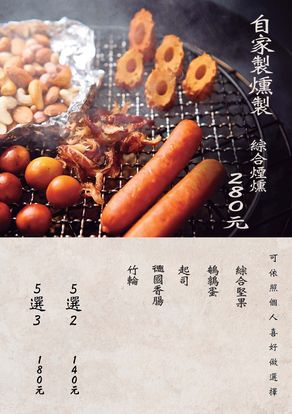 自家製燻製
綜合煙燻
280元
可依照個人喜好做選擇
綜合堅果
鵪鶉蛋
起司
德國香腸
竹輪
5選2 140元
5選3 180元